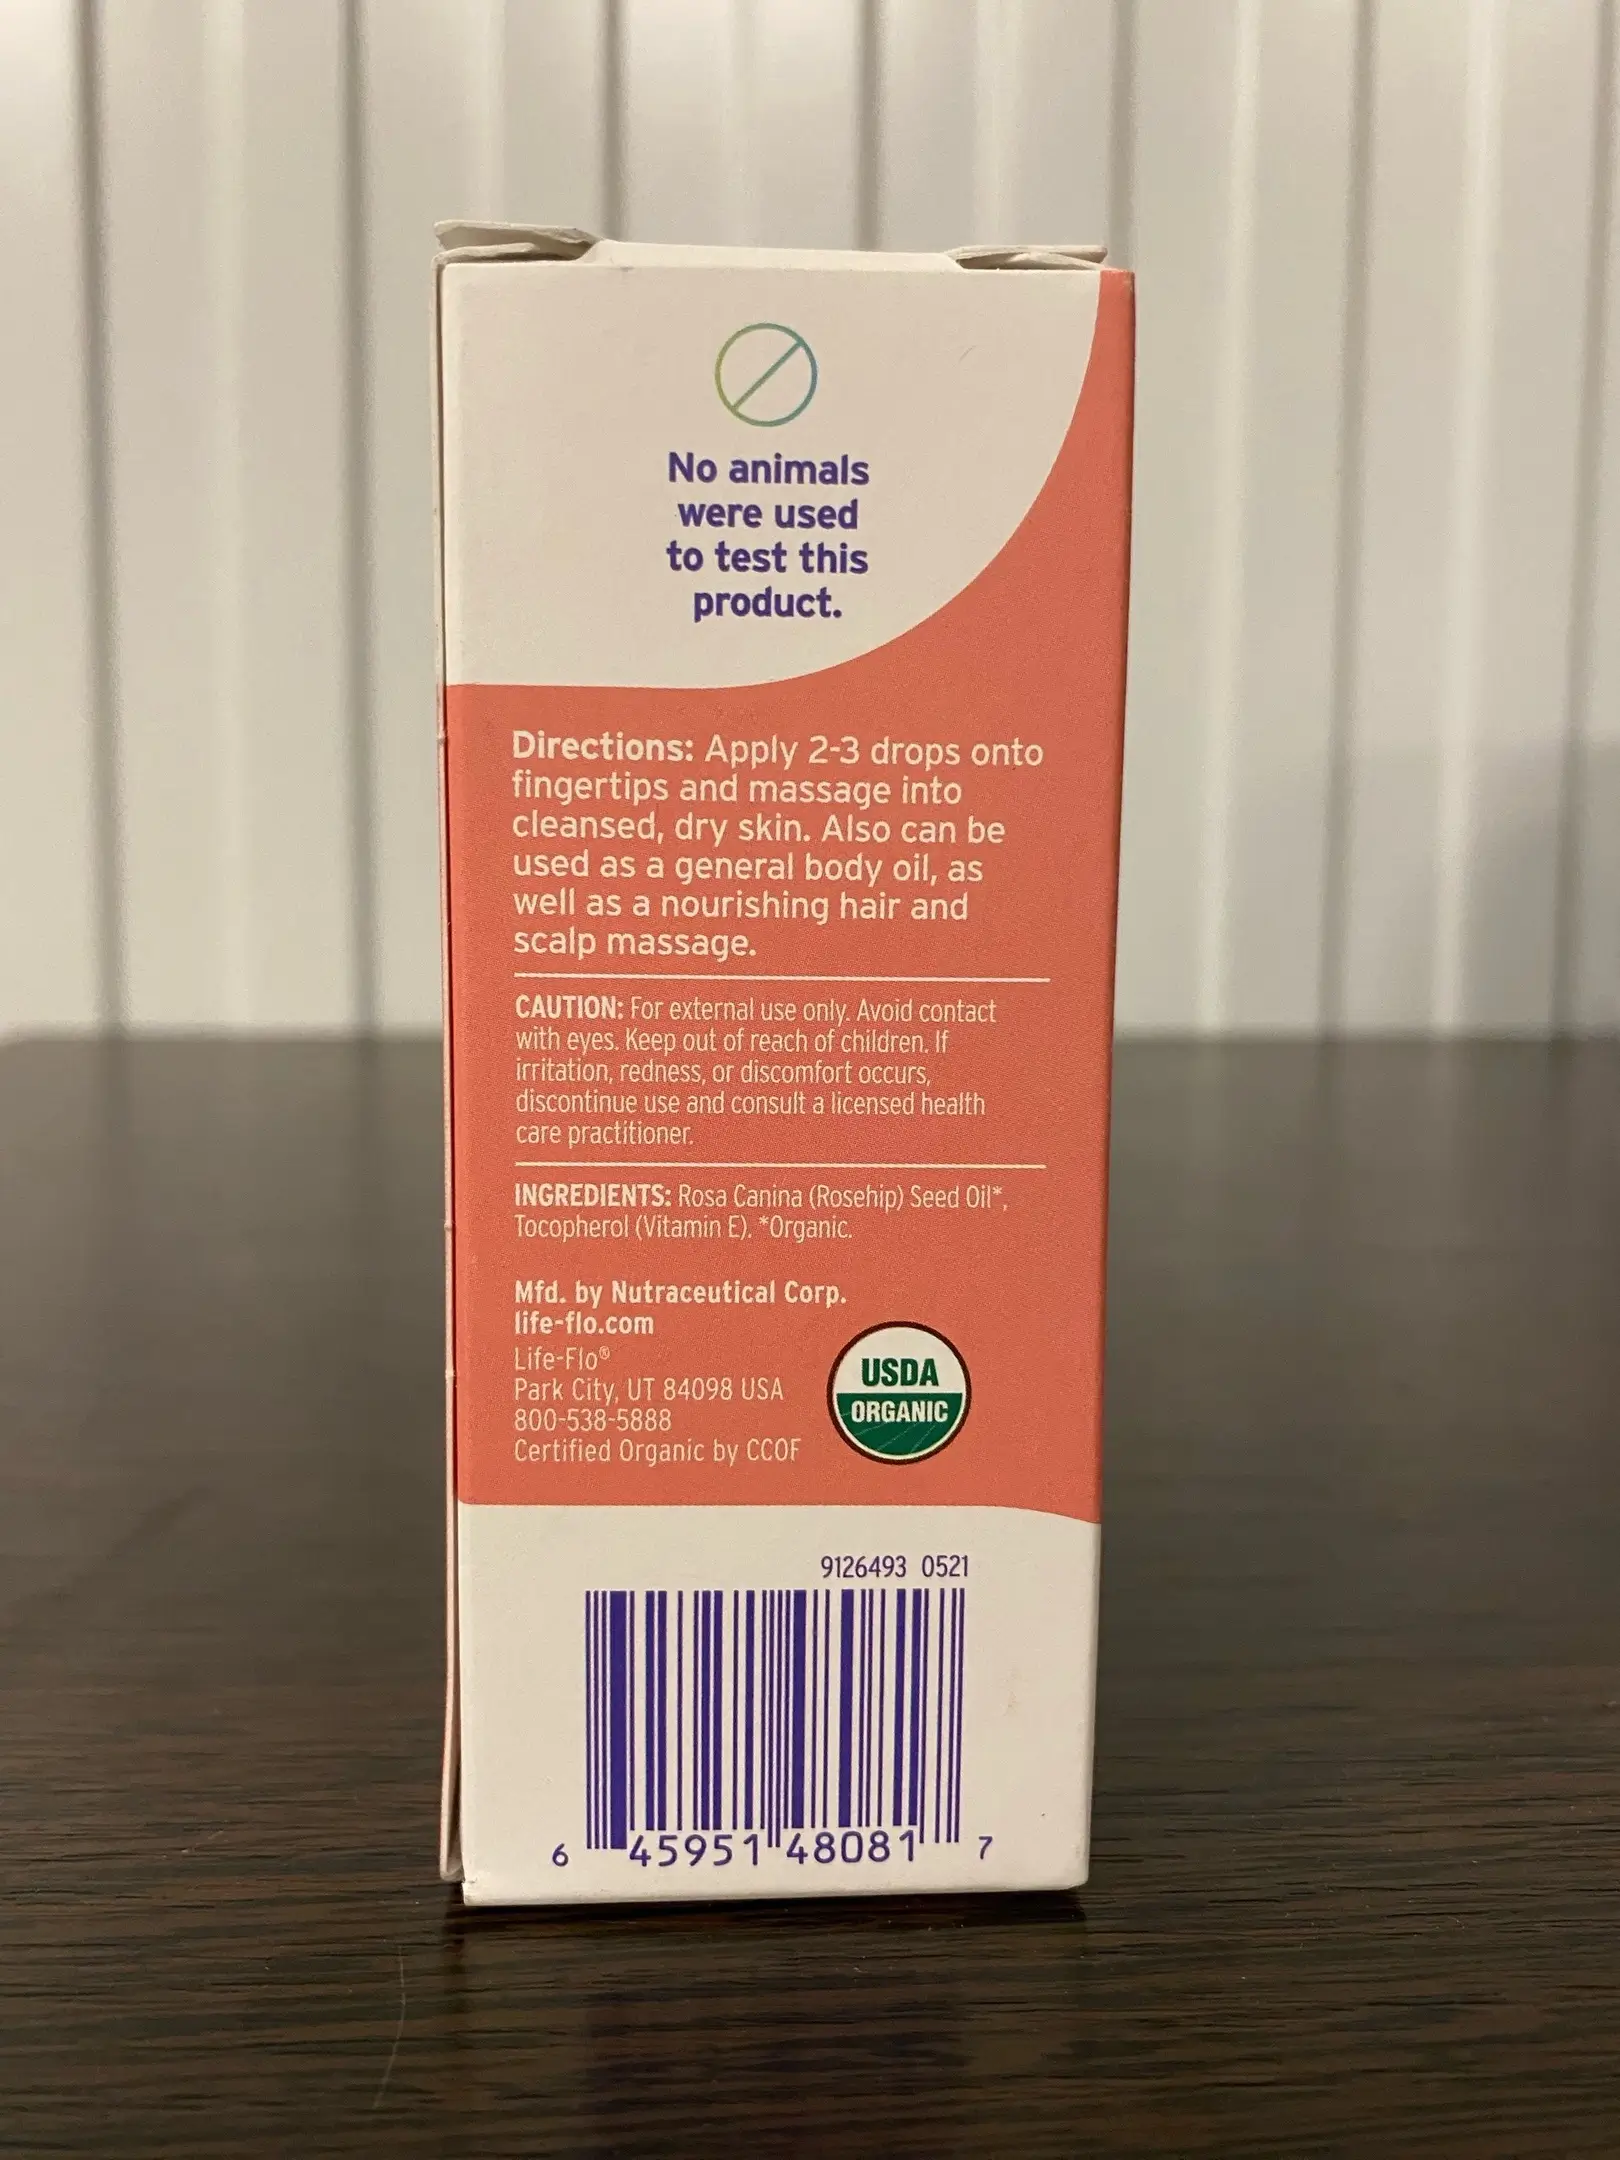 No animals
were used
to test this
product.
Directions: Apply 2-3 drops onto
fingertips and massage into
cleansed, dry skin. Also can be
used as a general body oil, as
well as a nourishing hair and
scalp massage.
CAUTION: For external use only. Avoid contact
with eyes. Keep out of reach of children. If
irritation, redness, or discomfort occurs,
discontinue use and consult a licensed health
care practitioner.
INGREDIENTS: Rosa Canina (Rosehip) Seed Oil*,
Tocopherol (Vitamin E). *Organic.
Mfd. by Nutraceutical Corp.
life-flo.com
Life-Flo®
Park City, UT 84098 USA
800-538-5888
Certified Organic by CCOF
USDA
ORGANIC
9126493 0521
6 45951 48081 7